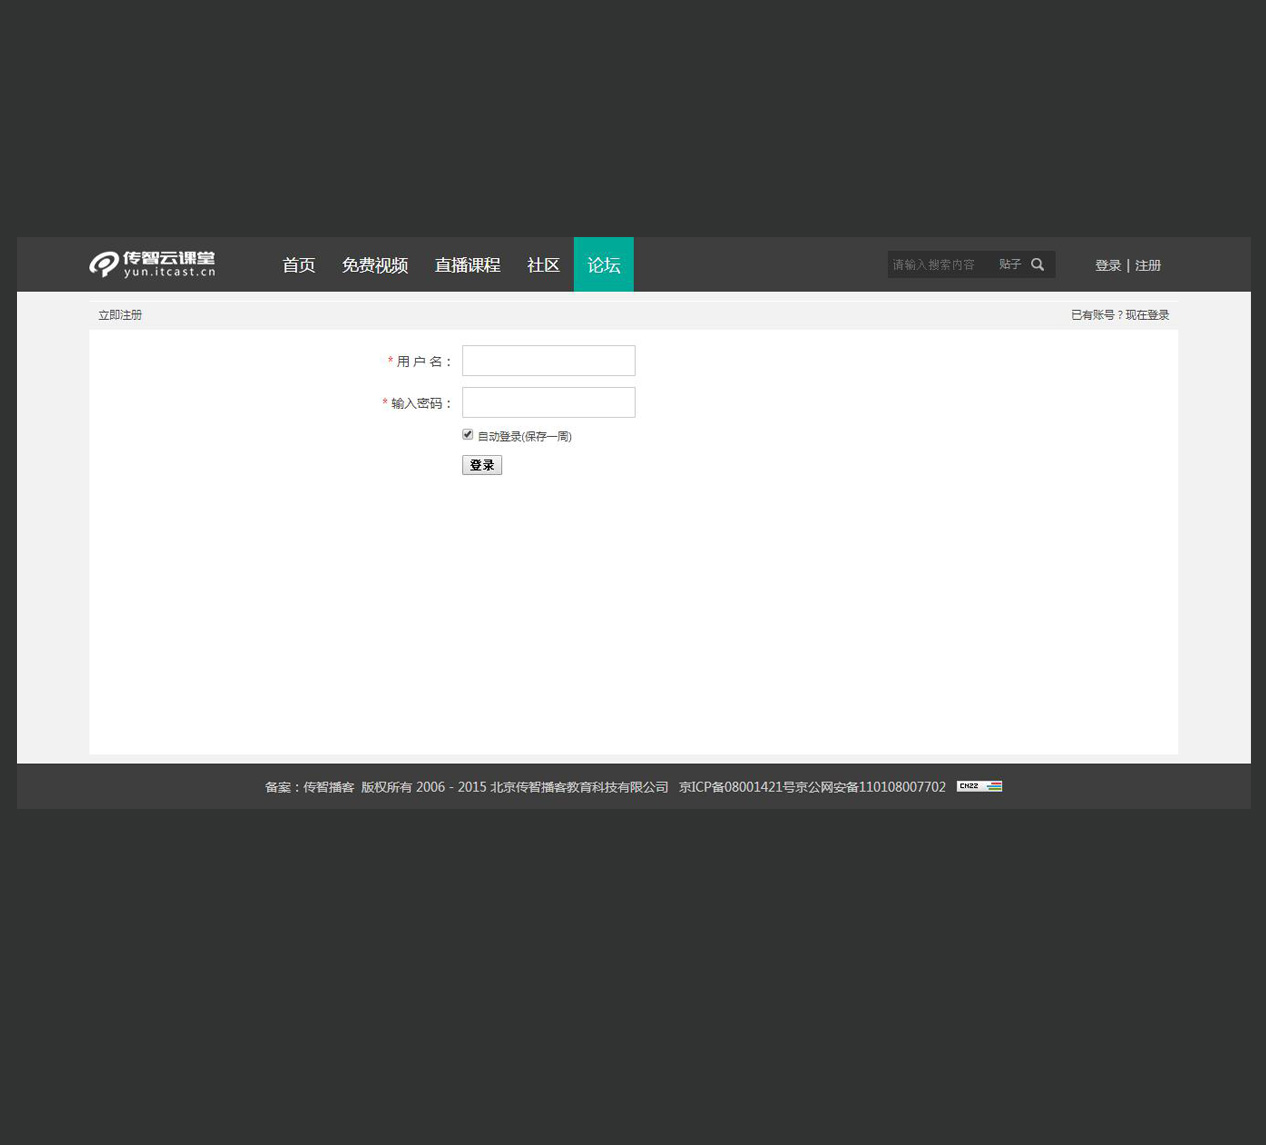 传智云课堂
yun.itcast.cn
首页 免费视频 直播课程 社区 论坛 请输入搜索内容 贴子 登录 | 注册
立即注册 已有账号？现在登录
* 用 户 名：
* 输入密码：
自动登录(保存一周)
登录
备案：传智播客 版权所有 2006 - 2015 北京传智播客教育科技有限公司 京ICP备08001421号京公网安备110108007702 CNZZ